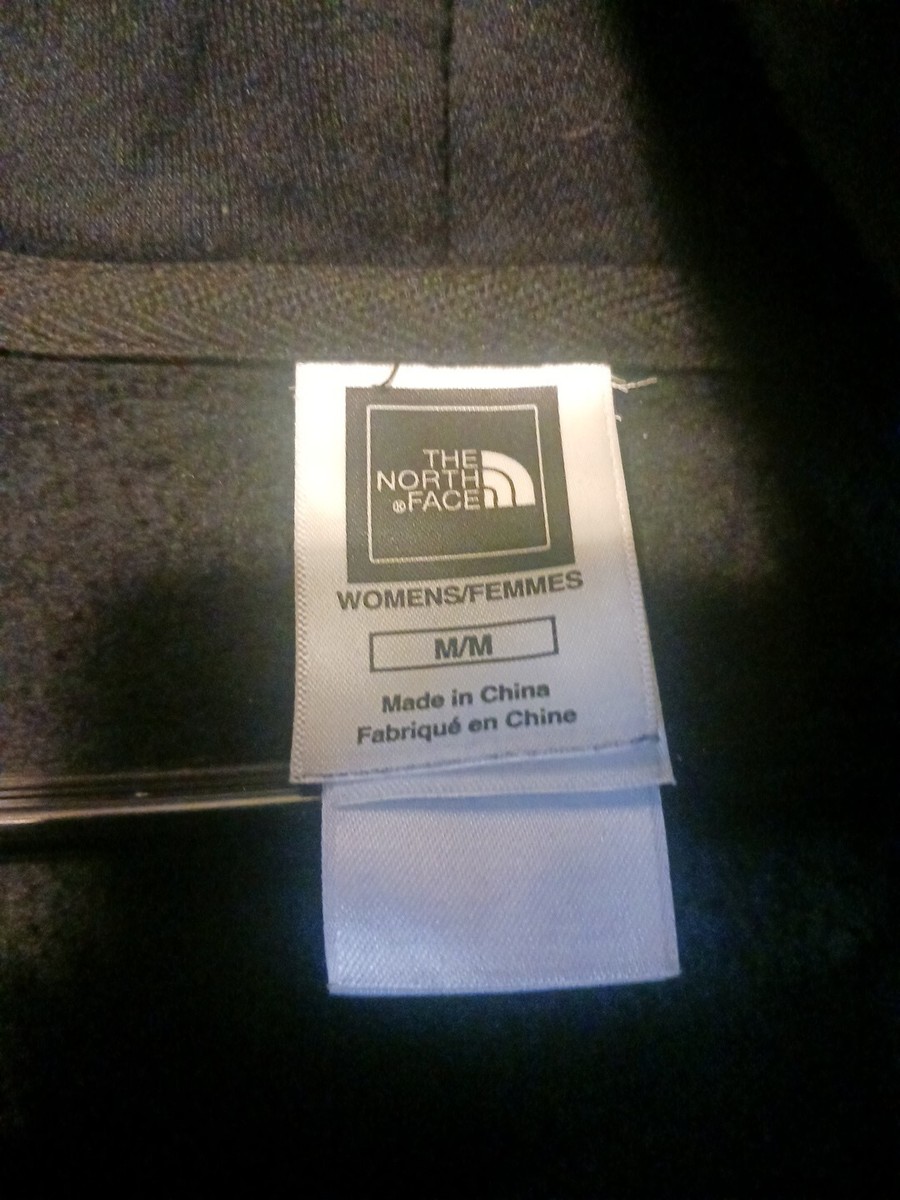 THE
NORTH
®FACE
WOMENS/FEMMES
M/M
Made in China
Fabriqué en Chine